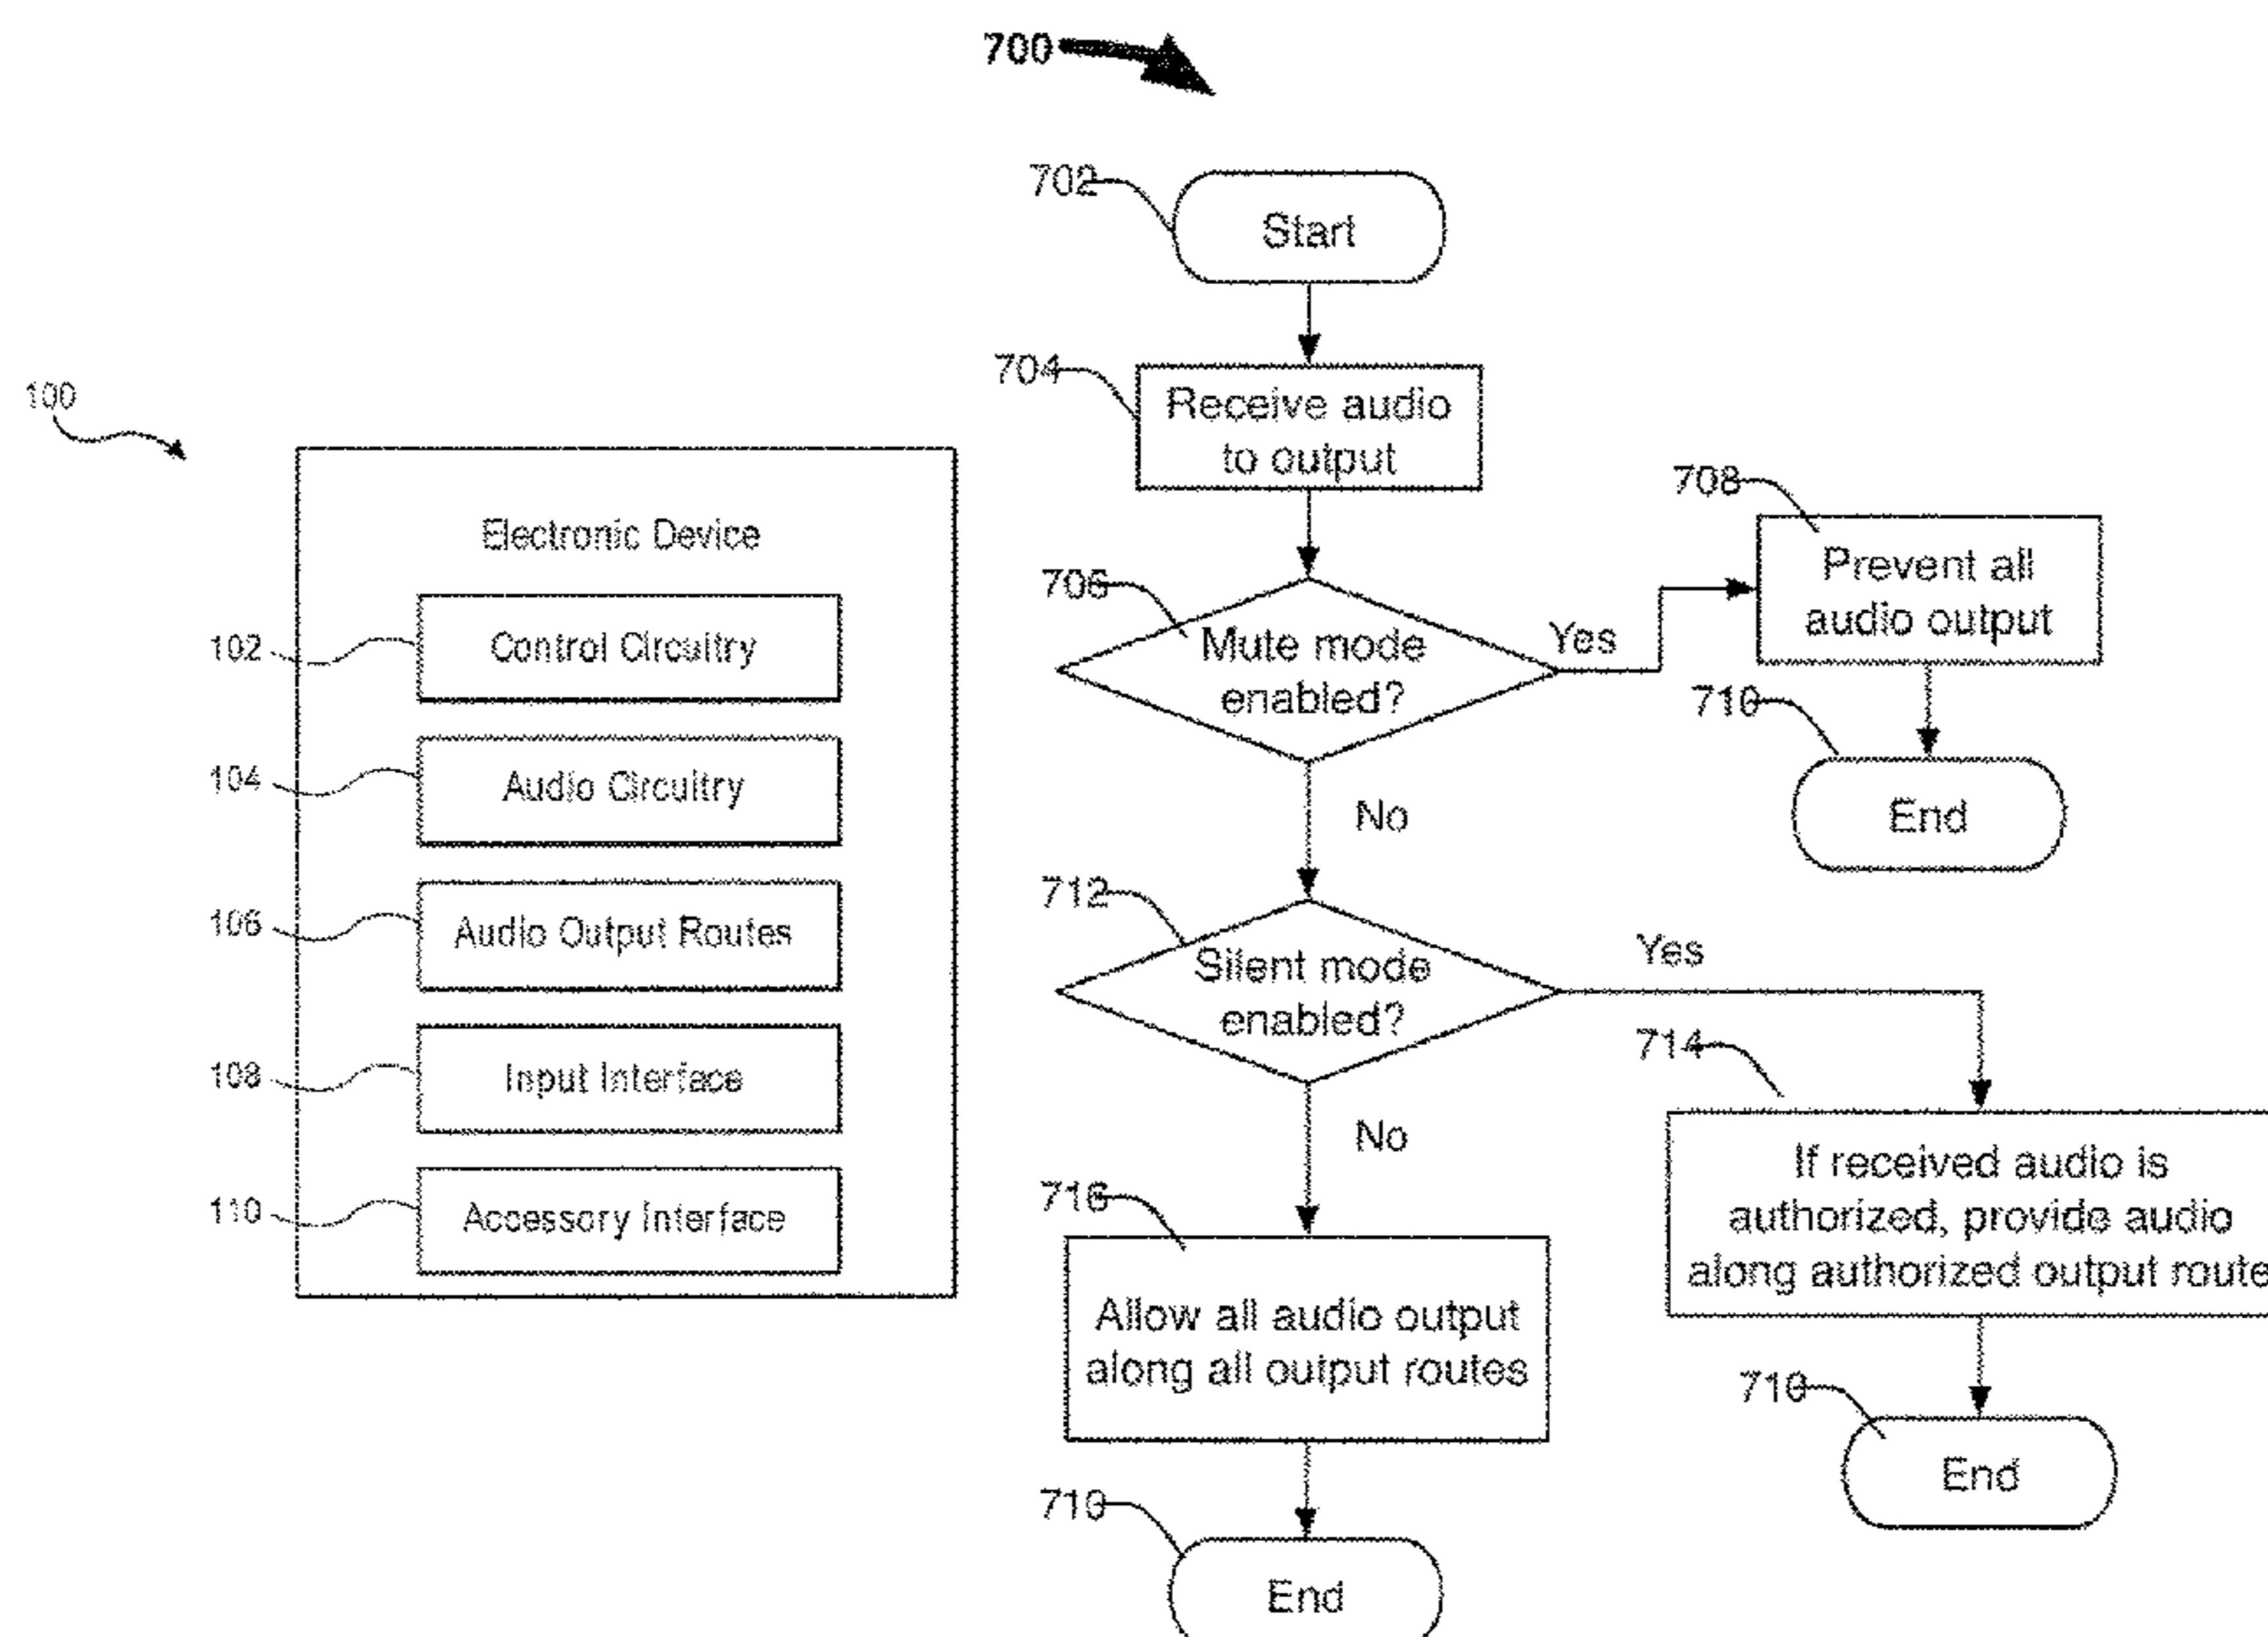 700
702
Start
704
Receive audio
to output
706
Mute mode
enabled?
Yes
No
708
Prevent all
audio output
710
End
712
Silent mode
enabled?
Yes
No
714
If received audio is
authorized, provide audio
along authorized output route
710
End
716
Allow all audio output
along all output routes
710
End
100
Electronic Device
102
Control Circuitry
104
Audio Circuitry
106
Audio Output Routes
108
Input Interface
110
Accessory Interface